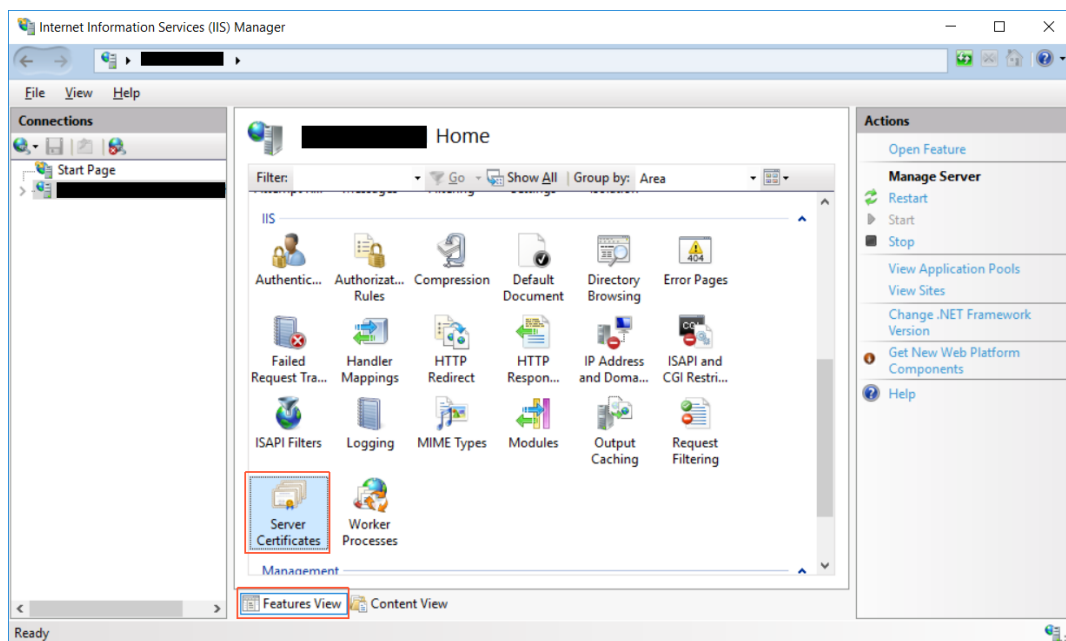 Internet Information Services (IIS) Manager
File View Help
Connections
Start Page
Home
Filter: Go Show All Group by: Area
IIS
Authentic... Authorizat... Compression Default Directory Error Pages
Rules Document Browsing
404
Failed Handler HTTP HTTP IP Address ISAPI and
Request Tra... Mappings Redirect Respon... and Doma... CGI Restri...
ISAPI Filters Logging MIME Types Modules Output Request
Caching Filtering
Server Worker
Certificates Processes
Management
Features View Content View
Ready
Actions
Open Feature
Manage Server
Restart
Start
Stop
View Application Pools
View Sites
Change .NET Framework
Version
Get New Web Platform
Components
Help